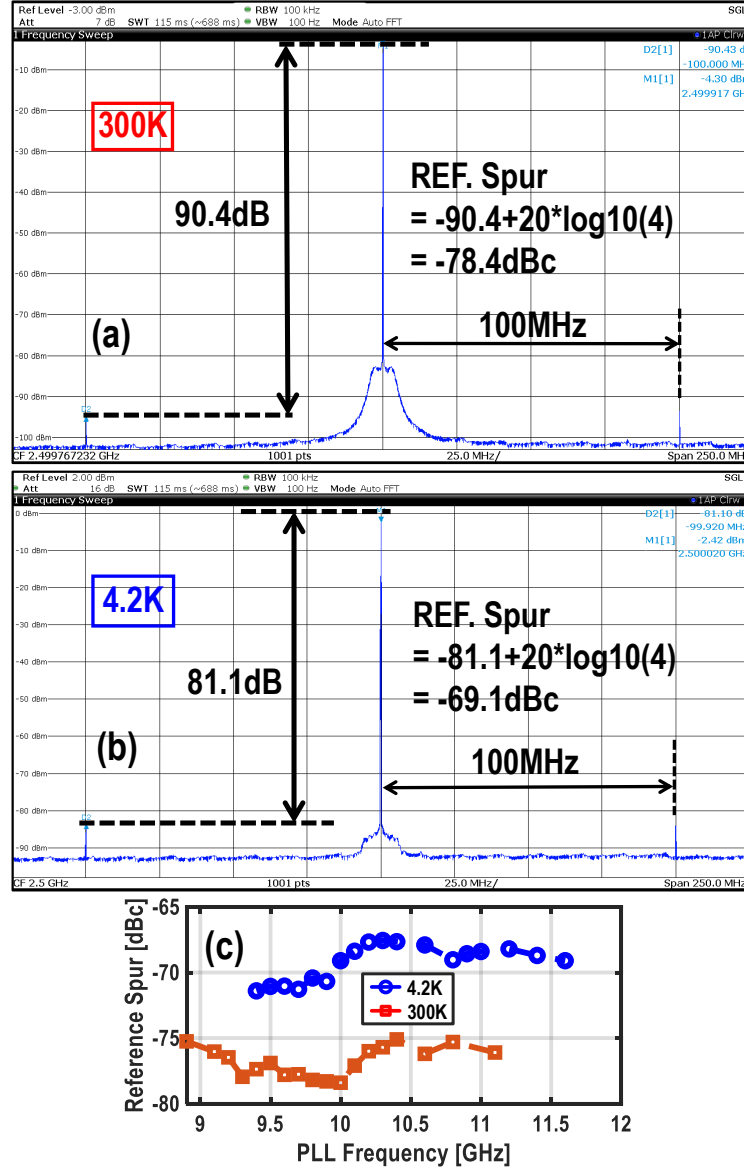 Ref Level -3.00 dBm RBW 100 kHz SGL
Att 7 dB SWT 115 ms (~688 ms) VBW 100 Hz Mode Auto FFT
1 Frequency Sweep 1AP Clrw
D2[1] -90.43 d
-100.000 MH
M1[1] -4.30 dBm
2.499917 GH
-10 dBm
-20 dBm
-30 dBm
-40 dBm
-50 dBm
-60 dBm
-70 dBm
-80 dBm
-90 dBm
-100 dBm
300K
90.4dB
REF. Spur
= -90.4+20*log10(4)
= -78.4dBc
100MHz
(a)
D2
CF 2.499767232 GHz 1001 pts 25.0 MHz/ Span 250.0 MH
Ref Level 2.00 dBm RBW 100 kHz SGL
Att 16 dB SWT 115 ms (~688 ms) VBW 100 Hz Mode Auto FFT
1 Frequency Sweep 1AP Clrw
D2[1] 81.10 d
-99.920 MH
M1[1] -2.42 dBm
2.500020 GH
0 dBm
-10 dBm
-20 dBm
-30 dBm
-40 dBm
-50 dBm
-60 dBm
-70 dBm
-80 dBm
-90 dBm
4.2K
81.1dB
REF. Spur
= -81.1+20*log10(4)
= -69.1dBc
100MHz
(b)
D2
CF 2.5 GHz 1001 pts 25.0 MHz/ Span 250.0 MH
Reference Spur [dBc]
-65
-70
-75
-80
(c)
4.2K
300K
9 9.5 10 10.5 11 11.5 12
PLL Frequency [GHz]